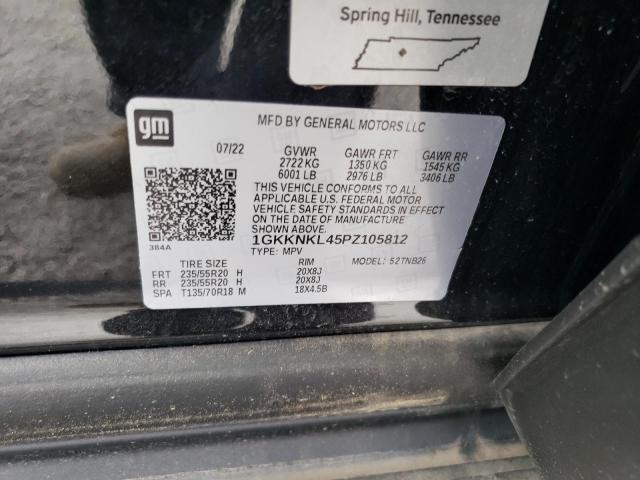 Spring Hill, Tennessee
gm
MFD BY GENERAL MOTORS LLC
07/22 GVWR GAWR FRT GAWR RR
2722 KG 1350 KG 1545 KG
6001 LB 2976 LB 3406 LB
THIS VEHICLE CONFORMS TO ALL
APPLICABLE U.S. FEDERAL MOTOR
VEHICLE SAFETY STANDARDS IN EFFECT
ON THE DATE OF MANUFACTURE
SHOWN ABOVE.
1GKKNKL45PZ105812
384A TYPE: MPV MODEL: 52TNB26
TIRE SIZE RIM
FRT 235/55R20 H 20X8J
RR 235/55R20 H 20X8J
SPA T135/70R18 M 18X4.5B